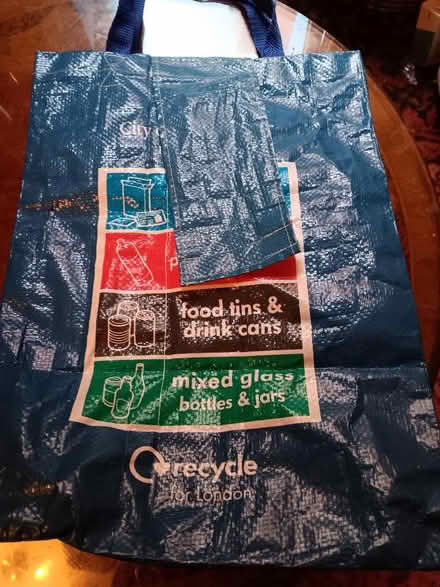 City o
p
food tins &
drink cans
mixed glass
bottles & jars
recycle
for London